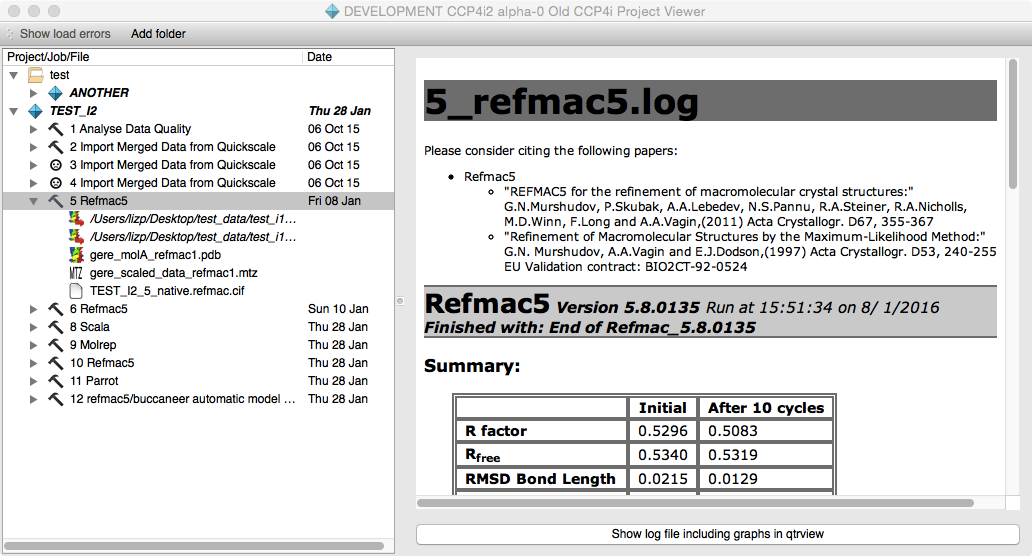 DEVELOPMENT CCP4i2 alpha-0 Old CCP4i Project Viewer
Show load errors Add folder
Project/Job/File Date
test
ANOTHER
TEST_I2 Thu 28 Jan
1 Analyse Data Quality 06 Oct 15
2 Import Merged Data from Quickscale 06 Oct 15
3 Import Merged Data from Quickscale 06 Oct 15
4 Import Merged Data from Quickscale 06 Oct 15
5 Refmac5 Fri 08 Jan
/Users/lizp/Desktop/test_data/test_i1...
/Users/lizp/Desktop/test_data/test_i1...
gere_molA_refmac1.pdb
MTZ gere_scaled_data_refmac1.mtz
TEST_I2_5_native.refmac.cif
6 Refmac5 Sun 10 Jan
8 Scala Thu 28 Jan
9 Molrep Thu 28 Jan
10 Refmac5 Thu 28 Jan
11 Parrot Thu 28 Jan
12 refmac5/buccaneer automatic model ... Thu 28 Jan
5_refmac5.log
Please consider citing the following papers:
Refmac5
"REFMAC5 for the refinement of macromolecular crystal structures:"
G.N.Murshudov, P.Skubak, A.A.Lebedev, N.S.Pannu, R.A.Steiner, R.A.Nicholls,
M.D.Winn, F.Long and A.A.Vagin,(2011) Acta Crystallogr. D67, 355-367
"Refinement of Macromolecular Structures by the Maximum-Likelihood Method:"
G.N. Murshudov, A.A.Vagin and E.J.Dodson,(1997) Acta Crystallogr. D53, 240-255
EU Validation contract: BIO2CT-92-0524
Refmac5 Version 5.8.0135 Run at 15:51:34 on 8/ 1/2016
Finished with: End of Refmac_5.8.0135
Summary:
Initial After 10 cycles
R factor 0.5296 0.5083
Rfree 0.5340 0.5319
RMSD Bond Length 0.0215 0.0129
Show log file including graphs in qtrview